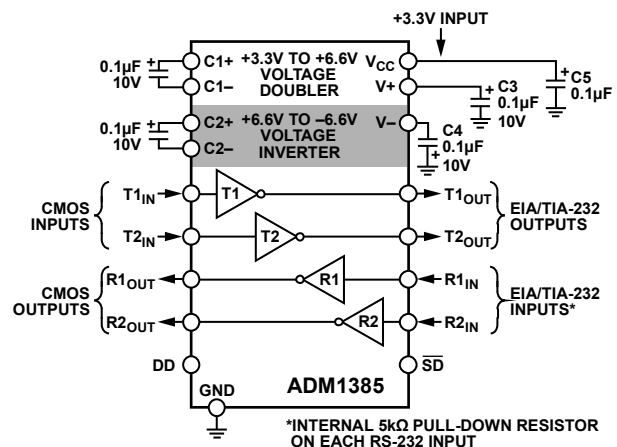 +3.3V INPUT
0.1µF
10V
+
C1+
C1–
+3.3V TO +6.6V
VOLTAGE
DOUBLER
VCC
V+
+
C3
0.1µF
10V
+
C5
0.1µF
0.1µF
10V
+
C2+
C2–
+6.6V TO –6.6V
VOLTAGE
INVERTER
V–
C4
0.1µF
10V
+
CMOS
INPUTS
T1IN
T1
T1OUT
T2IN
T2
T2OUT
EIA/TIA-232
OUTPUTS
CMOS
OUTPUTS
R1OUT
R1
R1IN
R2OUT
R2
R2IN
EIA/TIA-232
INPUTS*
DD
SD
GND
ADM1385
*INTERNAL 5kΩ PULL-DOWN RESISTOR
ON EACH RS-232 INPUT